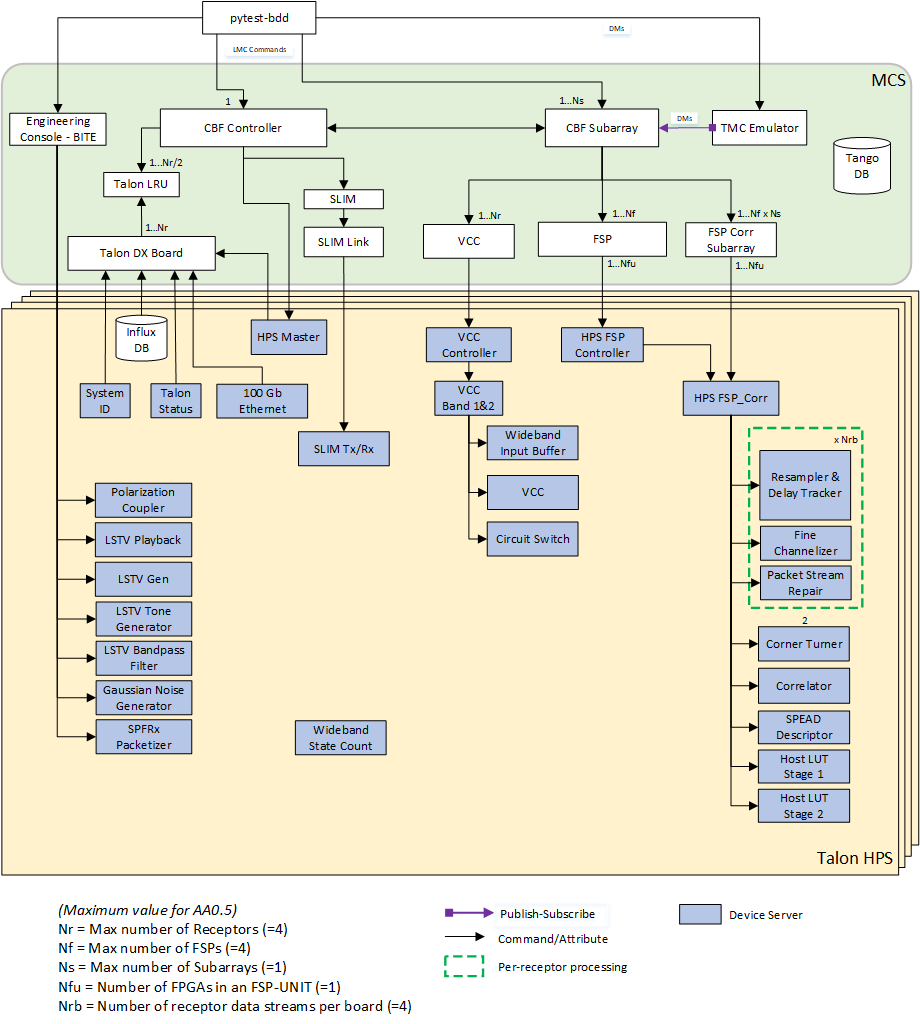 pytest-bdd
DMs
LMC Commands
MCS
1
1...Ns
Engineering
Console - BITE
CBF Controller
CBF Subarray
DMs
TMC Emulator
Tango
DB
1...Nr/2
Talon LRU
SLIM
1...Nr
1...Nr
1...Nf
1...Nf x Ns
Talon DX Board
SLIM Link
VCC
FSP
FSP Corr
Subarray
1...Nfu
1...Nfu
Influx
DB
HPS Master
VCC
Controller
HPS FSP
Controller
System
ID
Talon
Status
100 Gb
Ethernet
VCC
Band 1&2
HPS FSP_Corr
SLIM Tx/Rx
Wideband
Input Buffer
x Nrb
Resampler &
Delay Tracker
Polarization
Coupler
VCC
LSTV Playback
Circuit Switch
Fine
Channelizer
LSTV Gen
Packet Stream
Repair
LSTV Tone
Generator
2
Corner Turner
LSTV Bandpass
Filter
Gaussian Noise
Generator
Correlator
SPFRx
Packetizer
Wideband
State Count
SPEAD
Descriptor
Host LUT
Stage 1
Host LUT
Stage 2
Talon HPS
(Maximum value for AA0.5)
Nr = Max number of Receptors (=4)
Nf = Max number of FSPs (=4)
Ns = Max number of Subarrays (=1)
Nfu = Number of FPGAs in an FSP-UNIT (=1)
Nrb = Number of receptor data streams per board (=4)
Publish-Subscribe
Command/Attribute
Per-receptor processing
Device Server